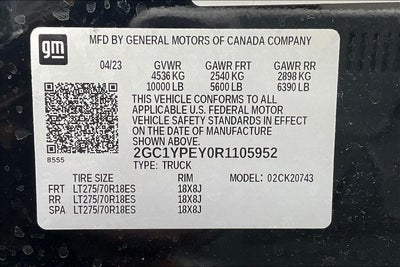 gm
MFD BY GENERAL MOTORS OF CANADA COMPANY
04/23 GVWR GAWR FRT GAWR RR
4536 KG 2540 KG 2898 KG
10000 LB 5600 LB 6390 LB
THIS VEHICLE CONFORMS TO ALL
APPLICABLE U.S. FEDERAL MOTOR
VEHICLE SAFETY STANDARDS IN EFFECT
ON THE DATE OF MANUFACTURE
SHOWN ABOVE.
8555
2GC1YPEY0R1105952
TYPE: TRUCK
TIRE SIZE RIM MODEL: 02CK20743
FRT LT275/70R18ES 18X8J
RR LT275/70R18ES 18X8J
SPA LT275/70R18ES 18X8J